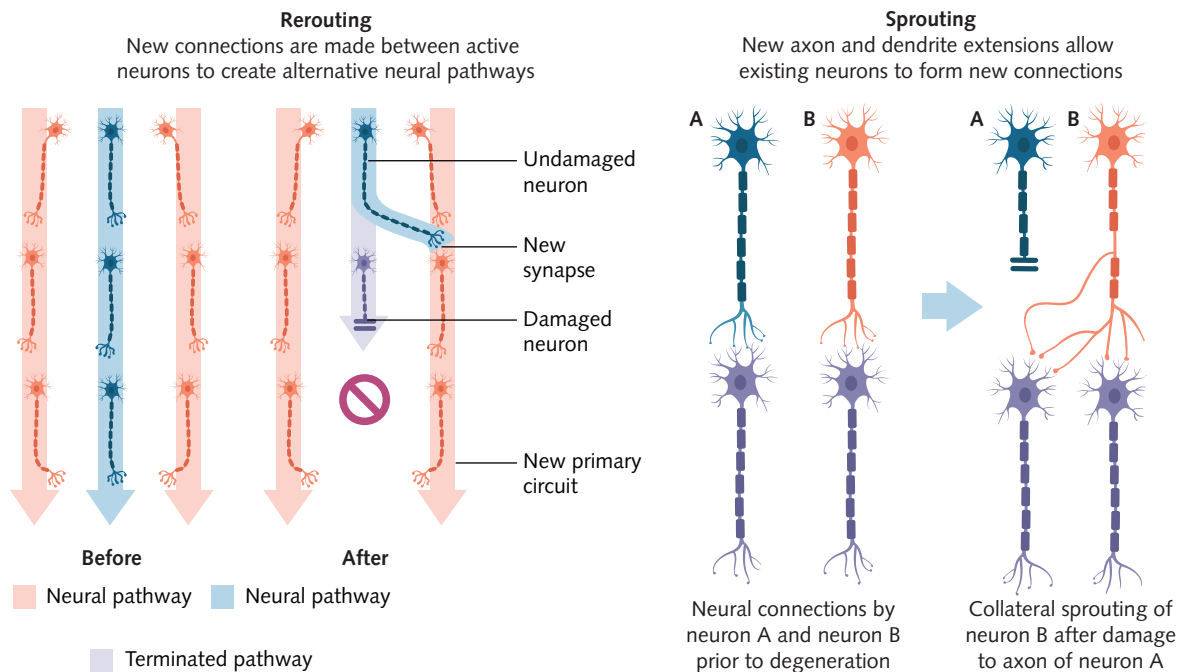 Rerouting
New connections are made between active
neurons to create alternative neural pathways
Undamaged
neuron
New
synapse
Damaged
neuron
New primary
circuit
Before
After
Neural pathway
Neural pathway
Terminated pathway
Sprouting
New axon and dendrite extensions allow
existing neurons to form new connections
A
B
A
B
Neural connections by
neuron A and neuron B
prior to degeneration
Collateral sprouting of
neuron B after damage
to axon of neuron A